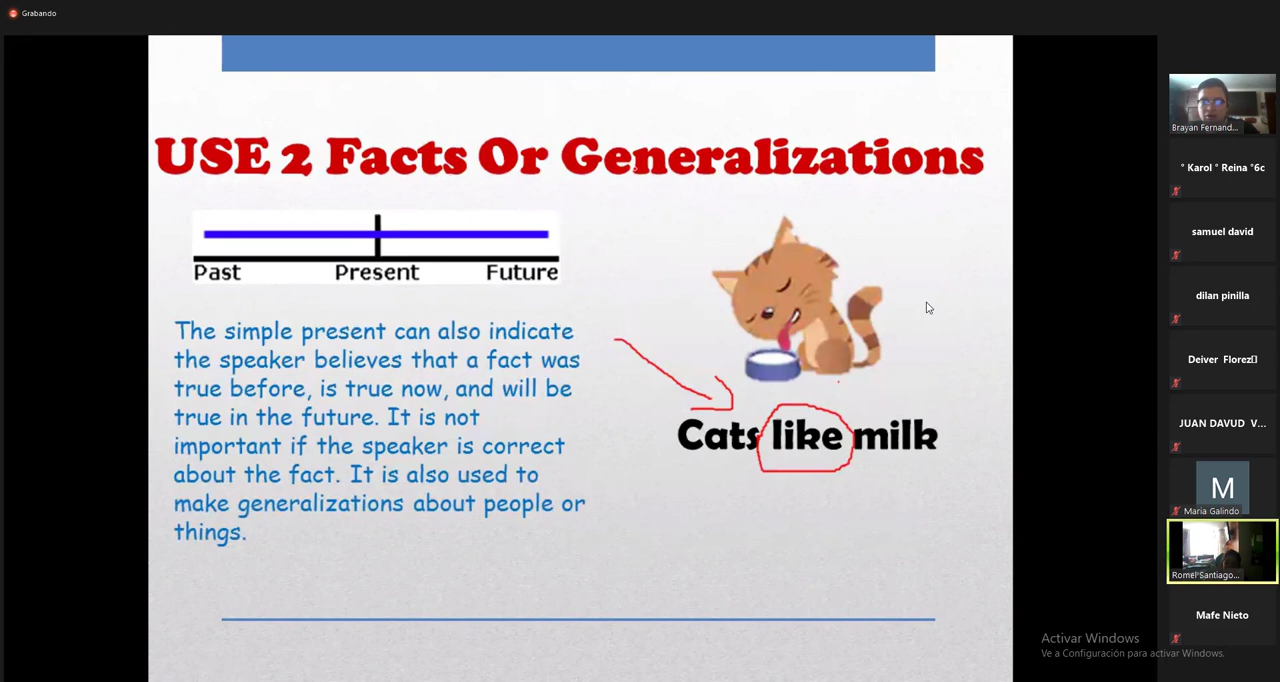 Grabando
USE 2 Facts Or Generalizations
Past Present Future
The simple present can also indicate
the speaker believes that a fact was
true before, is true now, and will be
true in the future. It is not
important if the speaker is correct
about the fact. It is also used to
make generalizations about people or
things.
Cats like milk
Brayan Fernand...
° Karol ° Reina °6c
samuel david
dilan pinilla
Deiver Florez▯
JUAN DAVUD V...
M
Maria Galindo
Romel Santiago...
Mafe Nieto
Activar Windows
Ve a Configuración para activar Windows.